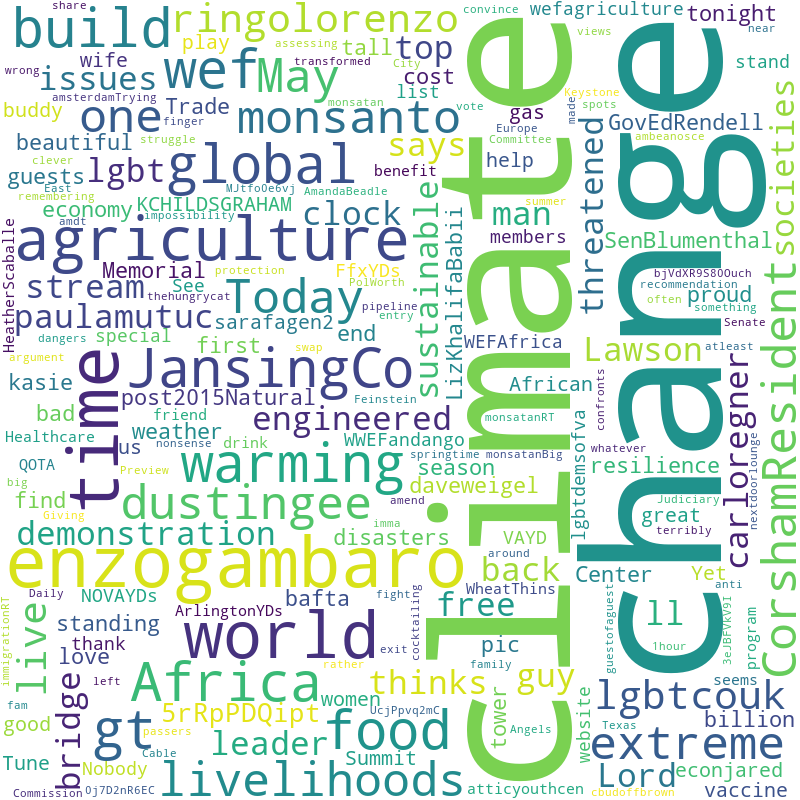 share
build
ringolorenzo
convince
wefagriculture
tonight
wife
play
tall
top
assessing
views
City
near
wrong
issues
wef
May
transformed
cost
list
Keystone
spots
stand
amsterdamTrying
buddy
Trade
finger
one
monsanto
monsatan
vote
gas
made
GovEdRendell
beautiful
struggle
says
Europe
Committee
ambeanosce
guests
clever
lgbt
global
benefit
help
threatened
societies
East
remembering
MJtfoOe6vj
AmandaBeadle
economy
KCHILDSGRAHAM
clock
man
summer
impossibility
amdt
agriculture
sustainable
LizKhalifaBabii
members
SenBlumenthal
HeatherScaballe
Memorial
See
FfxYDs
protection
PolWorth
WEFAfrica
bjVdXR9S8OOuch
recommendation
stream
thehungrycat
Today
pipeline
entry
often
proud
something
paulamutuc
sarafagen2
end
Senate
dangers
special
first
Lawson
atleast
argument
swap
kasie
time
JansingCo
Feinstein
African
confronts
carloregner
CorshamResident
post2015Natural
engineered
monsatanRT
bad
friend
weather
us
nonsense
drink
WWEFandango
lgbtdemsofva
Healthcare
QOTA
Preview
warming
springtime
monsatanBig
season
whatever
resilience
nextdoorlounge
big
find
Giving
dustingee
daveweigel
Judiciary
great
terribly
demonstration
amend
imma
disasters
VAYD
climate
change
enzogambaro
around
back
Center
Yet
anti
immigrationRT
Daily
NOVAYDs
bafta
fight
WheatThins
free
guestofaguest
3eJBFVkV9I
program
live
standing
ArlingtonYDs
world
exit
cocktailing
pic
ll
1hour
thank
love
left
rather
family
fam
bridge
Africa
women
thinks
guy
seems
lgbtcouk
good
gt
5rRpPDQipt
UcjPpvq2mC
tower
website
Texas
billion
Tune
passers
leader
food
Angels
extreme
Nobody
Cable
Summit
Lord
econjared
Commission
Oj7D2nR6EC
livelihoods
atticyouthcen
cbudoffbrown
vaccine